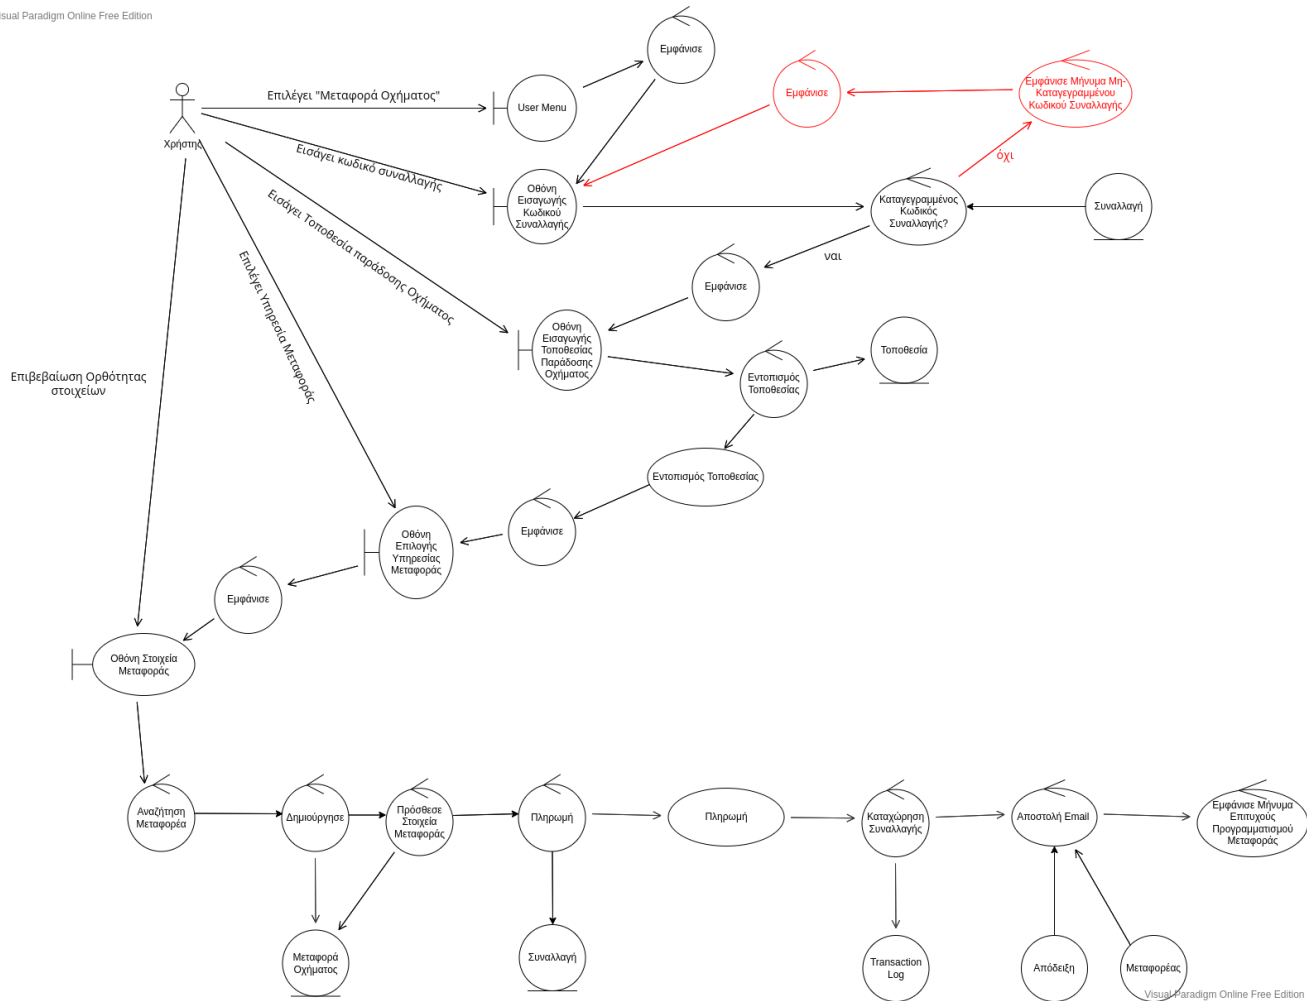 Visual Paradigm Online Free Edition
Εμφάνισε
Εμφάνισε
Εμφάνισε Μήνυμα Μη-
Καταγεγραμμένου
Κωδικού Συναλλαγής
Επιλέγει "Μεταφορά Οχήματος"
User Menu
Χρήστης
Εισάγει κωδικό συναλλαγής
όχι
Οθόνη
Εισαγωγής
Κωδικού
Συναλλαγής
Καταγεγραμμένος
Κωδικός
Συναλλαγής?
Συναλλαγή
Εισάγει Τοποθεσία παράδοσης Οχήματος
ναι
Εμφάνισε
Επιλέγει Υπηρεσία Μεταφοράς
Οθόνη
Εισαγωγής
Τοποθεσίας
Παράδοσης
Οχήματος
Τοποθεσία
Επιβεβαίωση Ορθότητας
στοιχείων
Εντοπισμός
Τοποθεσίας
Εντοπισμός Τοποθεσίας
Εμφάνισε
Οθόνη
Επιλογής
Υπηρεσίας
Μεταφοράς
Εμφάνισε
Οθόνη Στοιχεία
Μεταφοράς
Αναζήτηση
Μεταφορέα
Δημιούργησε
Πρόσθεσε
Στοιχεία
Μεταφοράς
Πληρωμή
Πληρωμή
Καταχώρηση
Συναλλαγής
Αποστολή Email
Εμφάνισε Μήνυμα
Επιτυχούς
Προγραμματισμού
Μεταφοράς
Μεταφορά
Οχήματος
Συναλλαγή
Transaction
Log
Απόδειξη
Μεταφορέας
Visual Paradigm Online Free Edition